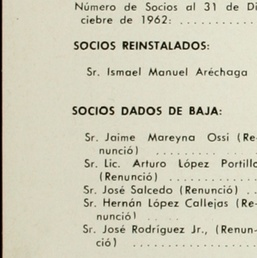 Número de Socios al 31 de Di
ciebre de 1962: ............
SOCIOS REINSTALADOS:
Sr. Ismael Manuel Aréchaga
SOCIOS DADOS DE BAJA:
Sr. Jaime Mareyna Ossi (Re-
nunció) ..............
Sr. Lic. Arturo López Portillo
(Renunció) ..............
Sr. José Salcedo (Renunció) ..
Sr. Hernán López Callejas (Re-
nunció) .. ..
Sr. José Rodríguez Jr., (Renun-
ció) ..................